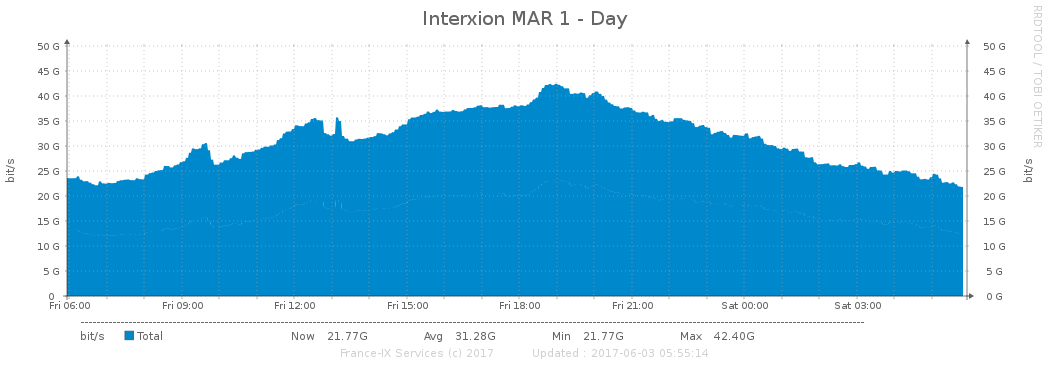 Interxion MAR 1 - Day
RRDTOOL / TOBI OETIKER
50 G 50 G
45 G 45 G
40 G 40 G
35 G 35 G
30 G 30 G
25 G 25 G
20 G 20 G
15 G 15 G
10 G 10 G
5 G 5 G
0 0 G
bit/s bit/s
Fri 06:00 Fri 09:00 Fri 12:00 Fri 15:00 Fri 18:00 Fri 21:00 Sat 00:00 Sat 03:00
bit/s Total Now 21.77G Avg 31.28G Min 21.77G Max 42.40G
France-IX Services (c) 2017 Updated : 2017-06-03 05:55:14